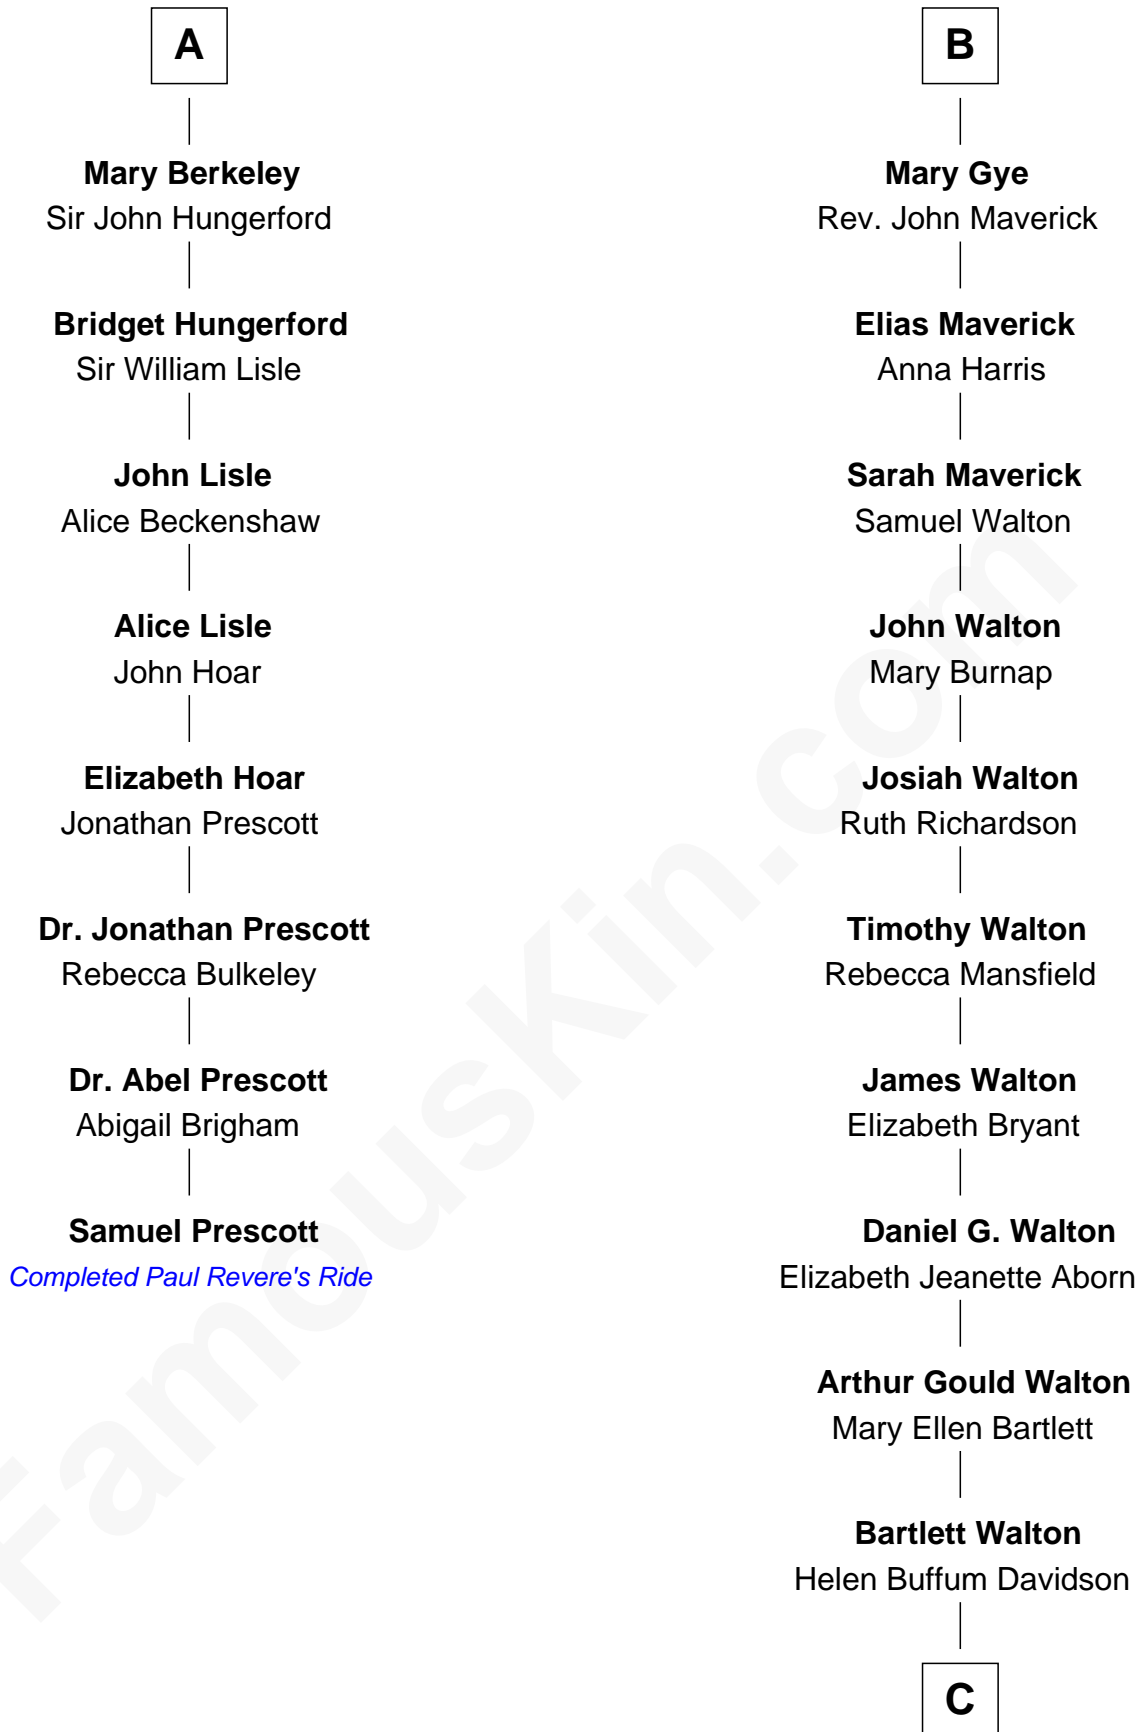 A
Mary Berkeley
Sir John Hungerford
Bridget Hungerford
Sir William Lisle
John Lisle
Alice Beckenshaw
Alice Lisle
John Hoar
Elizabeth Hoar
Jonathan Prescott
Dr. Jonathan Prescott
Rebecca Bulkeley
Dr. Abel Prescott
Abigail Brigham
Samuel Prescott
Completed Paul Revere's Ride
B
Mary Gye
Rev. John Maverick
Elias Maverick
Anna Harris
Sarah Maverick
Samuel Walton
John Walton
Mary Burnap
Josiah Walton
Ruth Richardson
Timothy Walton
Rebecca Mansfield
James Walton
Elizabeth Bryant
Daniel G. Walton
Elizabeth Jeanette Aborn
Arthur Gould Walton
Mary Ellen Bartlett
Bartlett Walton
Helen Buffum Davidson
C
FamousKin.com